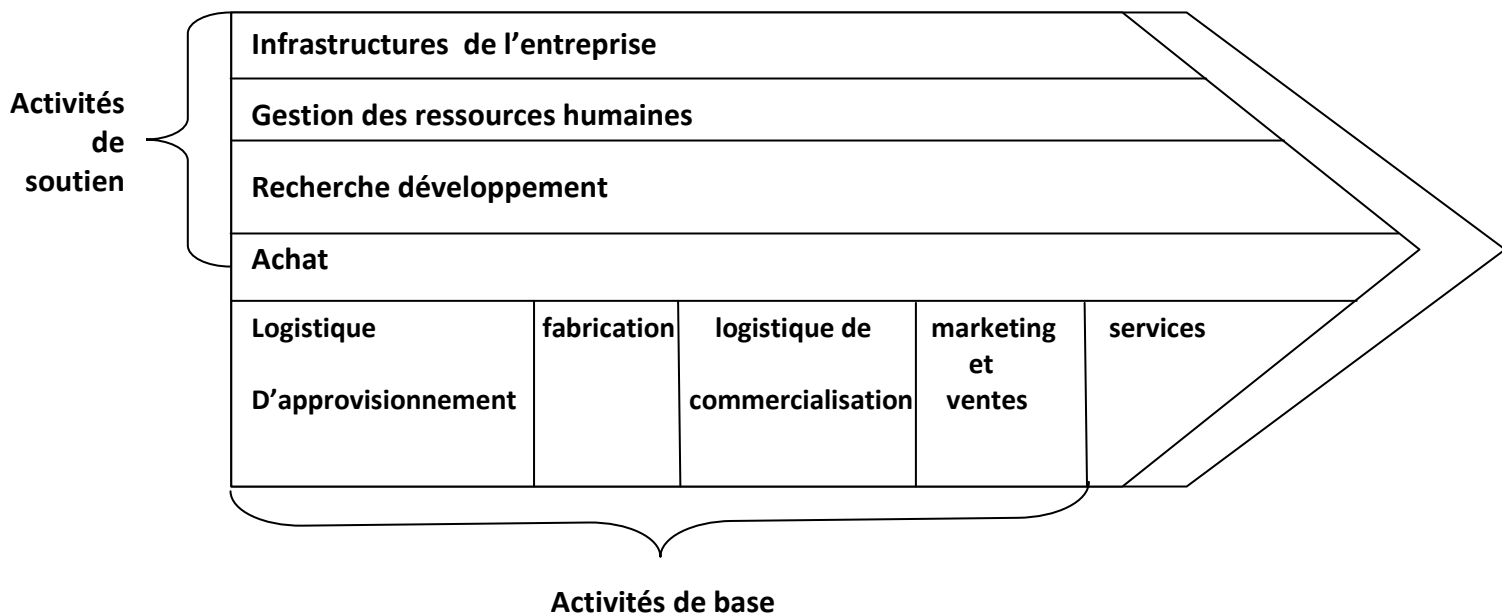 Infrastructures de l’entreprise
Activités
de
soutien
Gestion des ressources humaines
Recherche développement
Achat
Logistique
D’approvisionnement
fabrication
logistique de
commercialisation
marketing
et
ventes
services
Activités de base